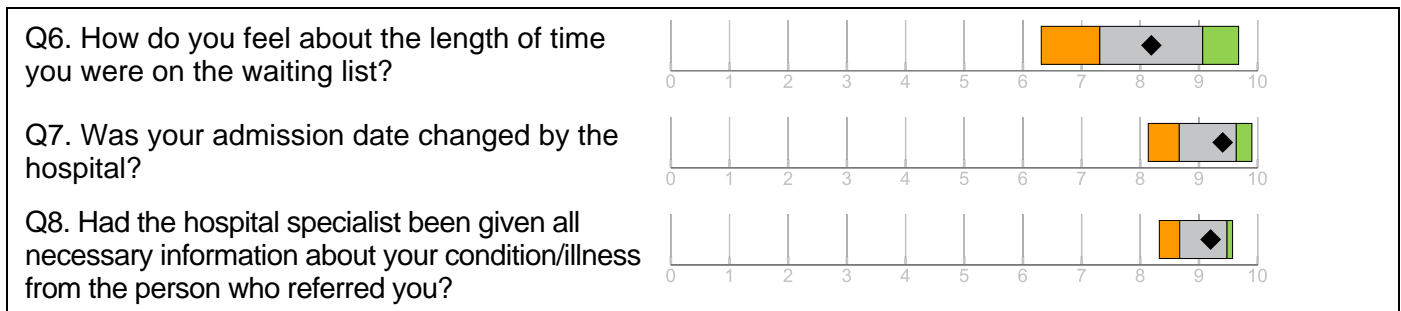 Q6. How do you feel about the length of time
you were on the waiting list?
0 1 2 3 4 5 6 7 8 9 10
Q7. Was your admission date changed by the
hospital?
0 1 2 3 4 5 6 7 8 9 10
Q8. Had the hospital specialist been given all
necessary information about your condition/illness
from the person who referred you?
0 1 2 3 4 5 6 7 8 9 10